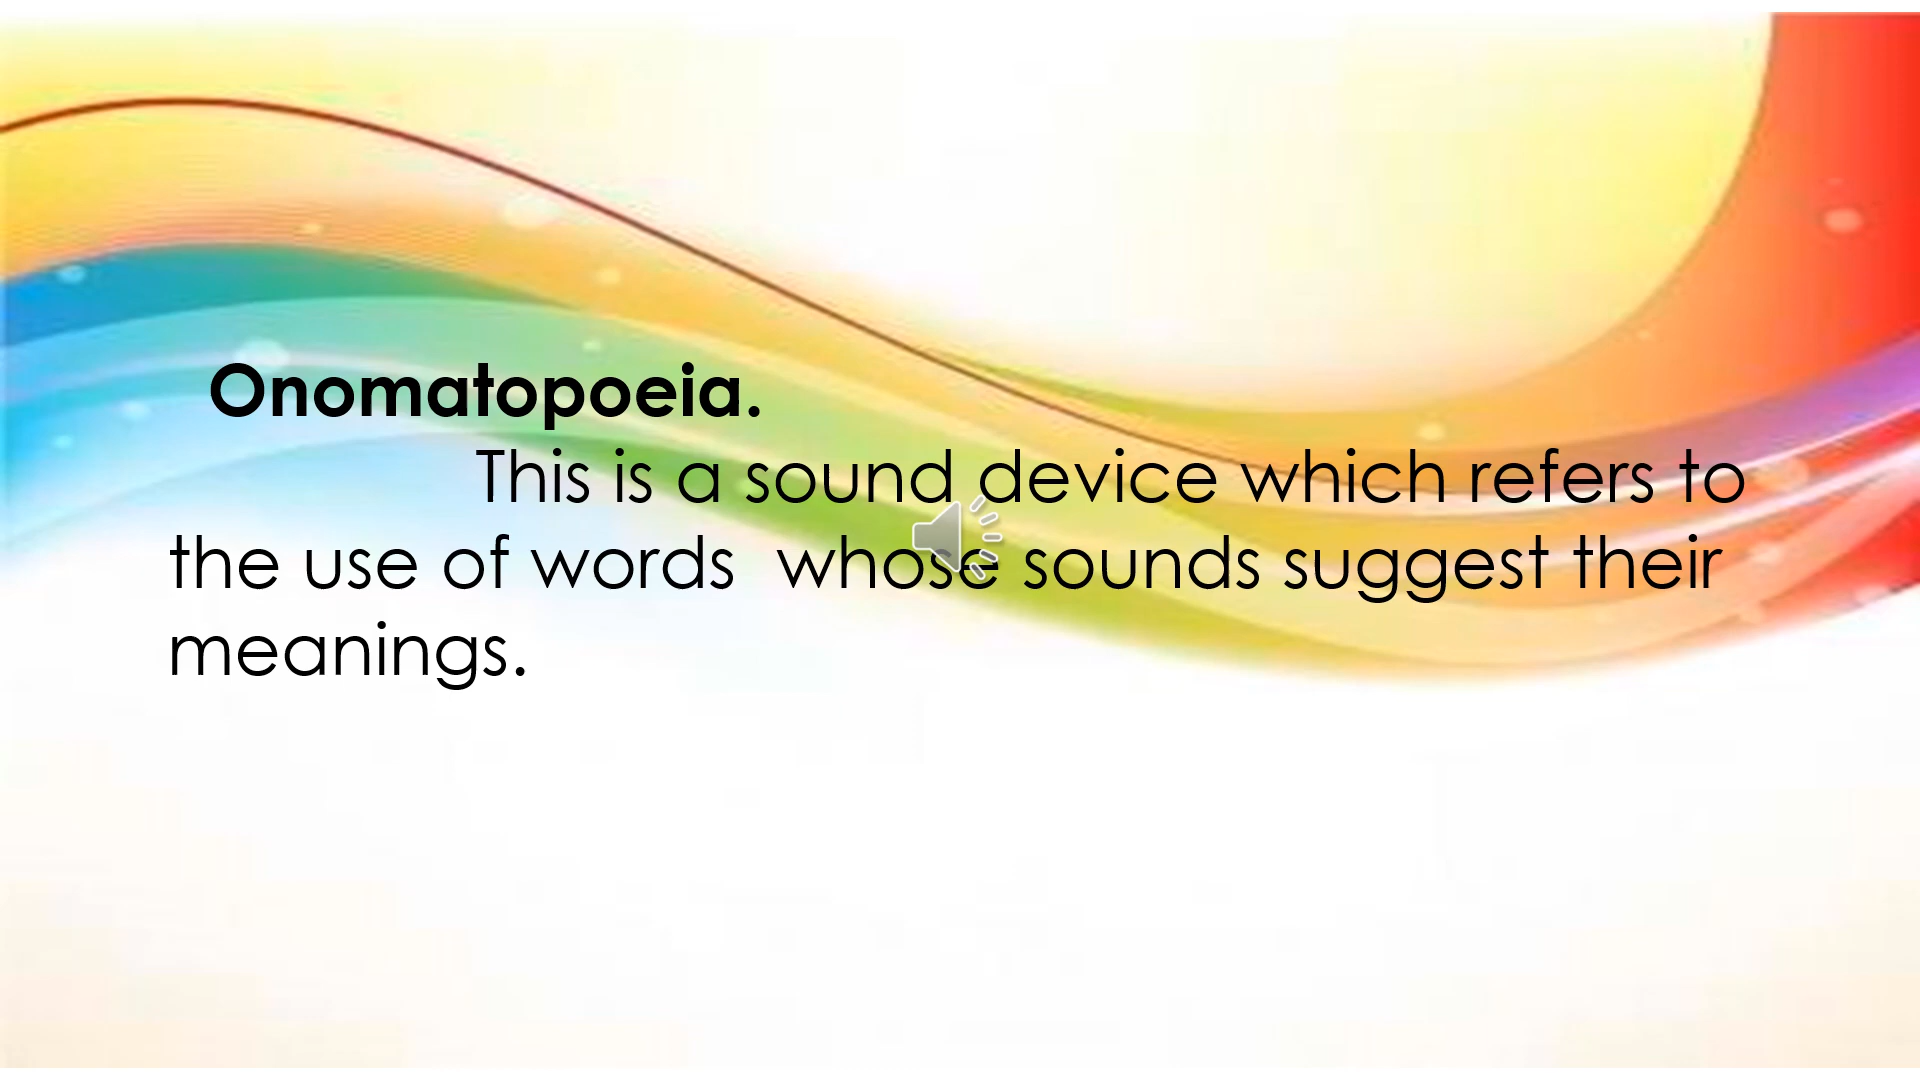 Onomatopoeia.
This is a sound device which refers to
the use of words  whose sounds suggest their
meanings.